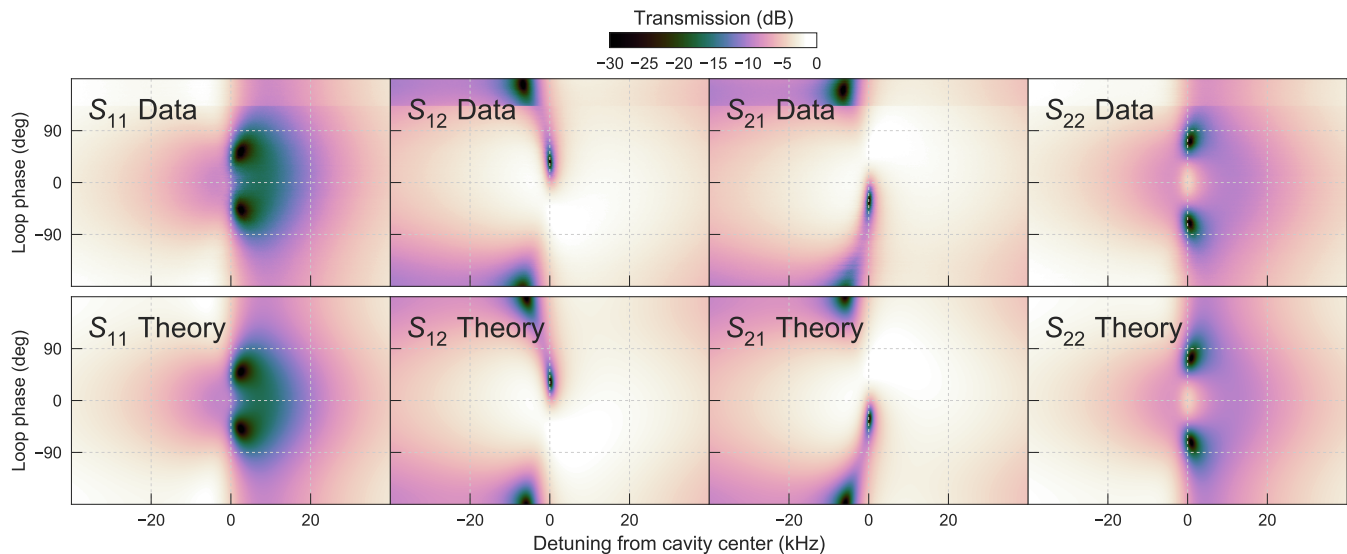 Transmission (dB)
−30 −25 −20 −15 −10 −5 0
S11 Data S12 Data S21 Data S22 Data
Loop phase (deg)
90
0
−90
S11 Theory S12 Theory S21 Theory S22 Theory
Loop phase (deg)
90
0
−90
−20 0 20 −20 0 20 −20 0 20 −20 0 20
Detuning from cavity center (kHz)